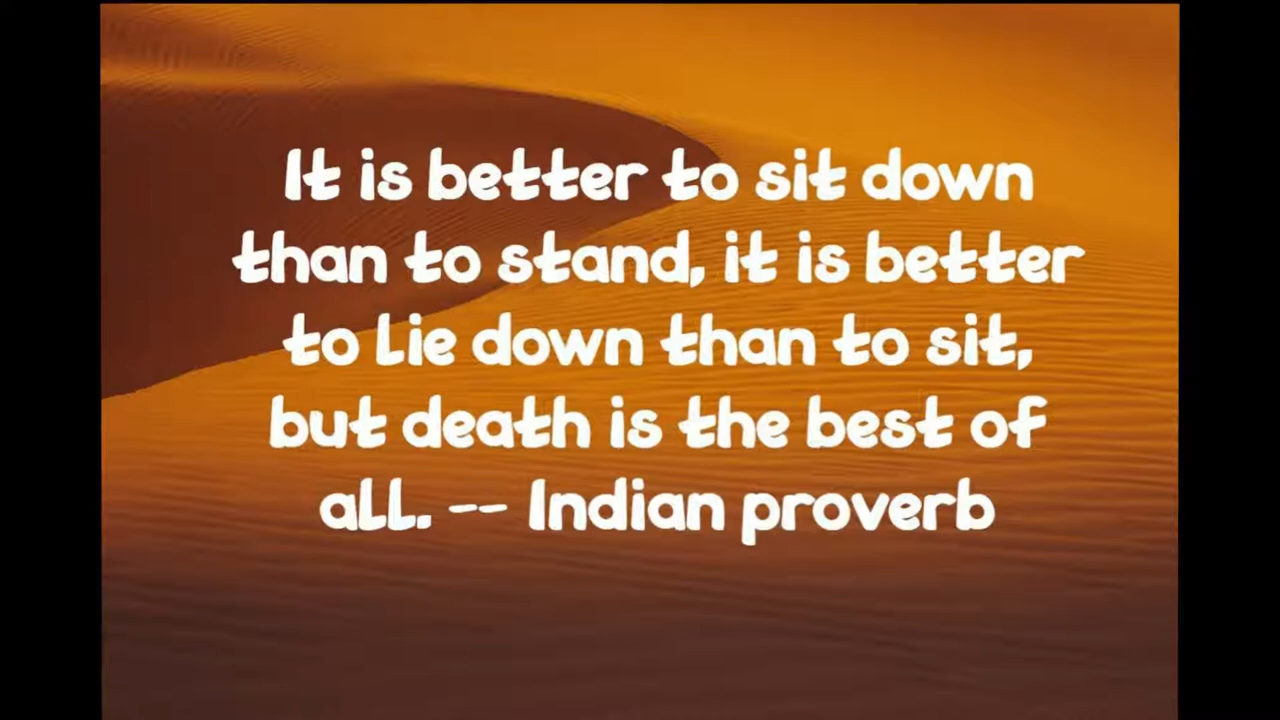 It is better to sit down
than to stand, it is better
to lie down than to sit,
but death is the best of
all. -- Indian proverb